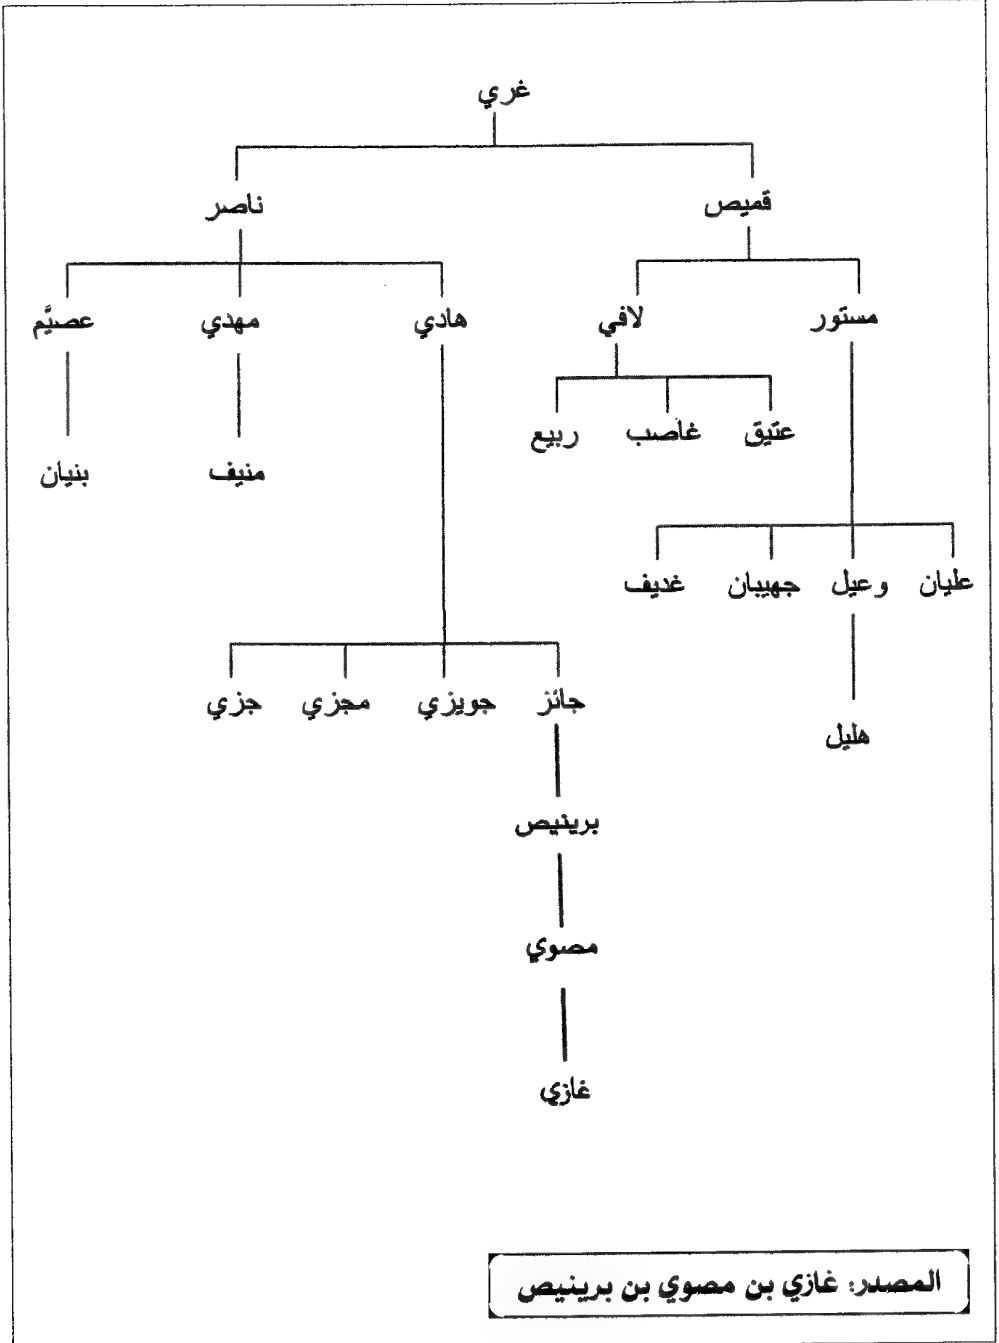 غري
قميص ناصر
مستور لافي هادي مهدي عصيَّم
عتيق غاصب ربيع
منيف بنيان
عليان وعيل جهيبان غديف
جائز جويزي مجزي جزي
هليل
برينيص
مصوي
غازي
المصدر: غازي بن مصوي بن برينيص